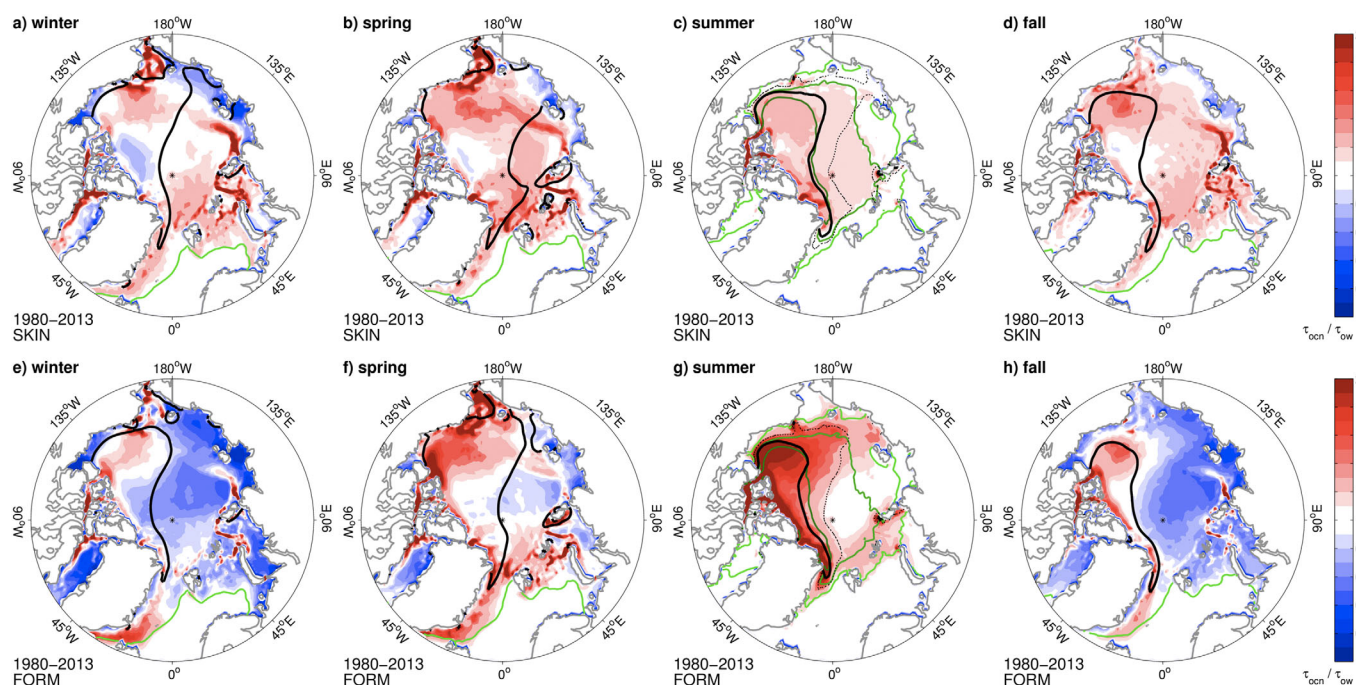 a) winter
b) spring
c) summer
d) fall
180°W
180°W
180°W
180°W
135°W
135°E
135°W
135°E
135°W
135°E
135°W
135°E
90°W
90°E
90°W
90°E
90°W
90°E
90°W
90°E
45°W
45°E
45°W
45°E
45°W
45°E
45°W
45°E
0°
0°
0°
0°
1980–2013
SKIN
1980–2013
SKIN
1980–2013
SKIN
1980–2013
SKIN
τocn / τow
e) winter
f) spring
g) summer
h) fall
180°W
180°W
180°W
180°W
135°W
135°E
135°W
135°E
135°W
135°E
135°W
135°E
90°W
90°E
90°W
90°E
90°W
90°E
90°W
90°E
45°W
45°E
45°W
45°E
45°W
45°E
45°W
45°E
0°
0°
0°
0°
1980–2013
FORM
1980–2013
FORM
1980–2013
FORM
1980–2013
FORM
τocn / τow